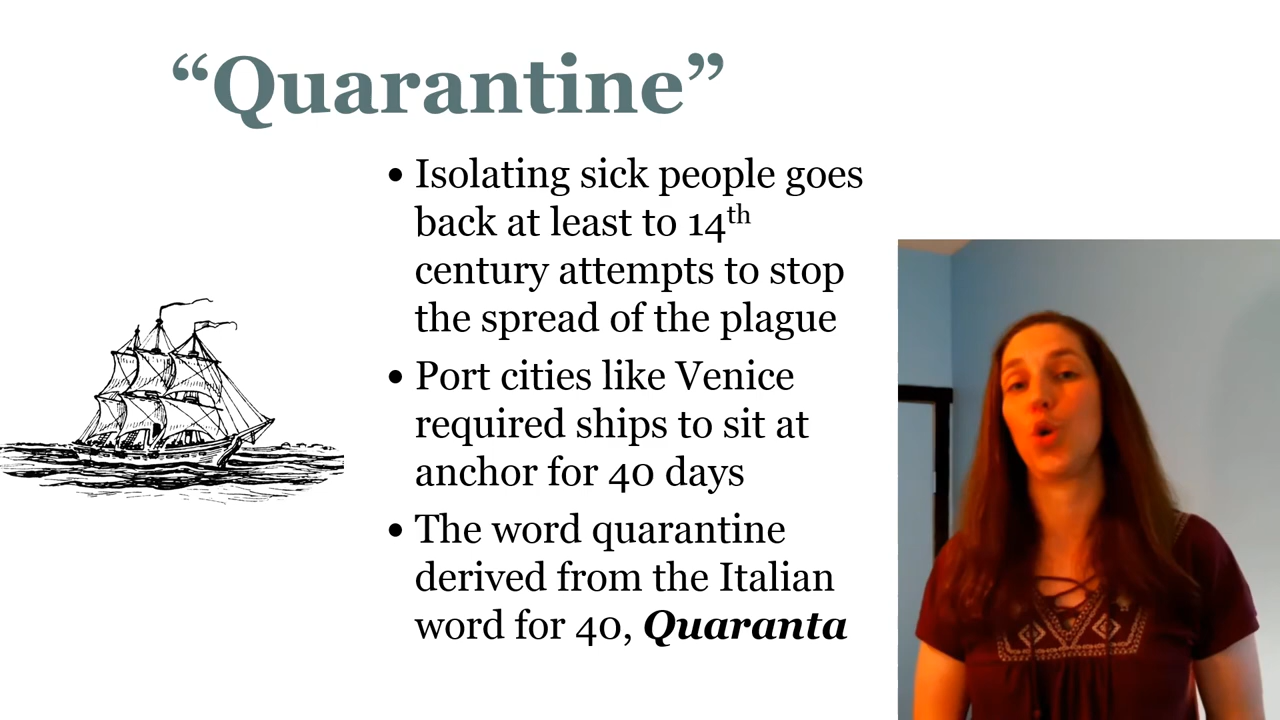 “Quarantine”
• Isolating sick people goes
back at least to 14th
century attempts to stop
the spread of the plague
• Port cities like Venice
required ships to sit at
anchor for 40 days
• The word quarantine
derived from the Italian
word for 40, Quaranta